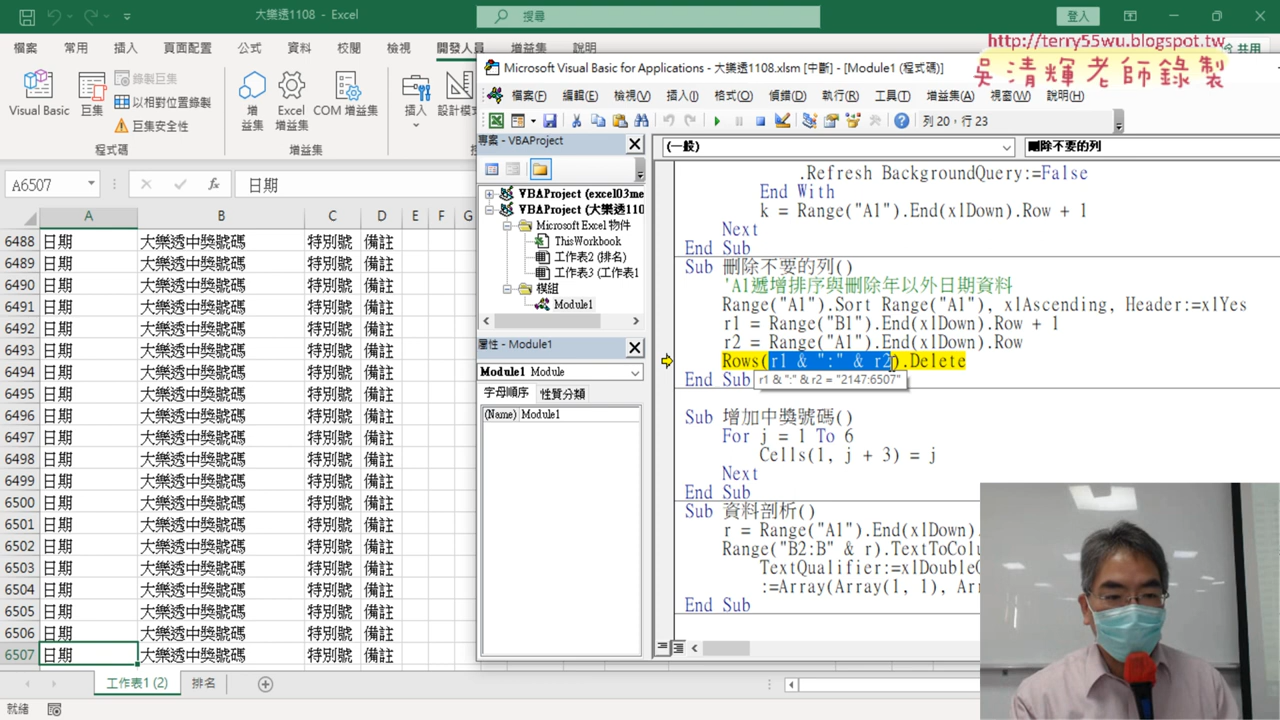 大樂透1108 - Excel
搜尋
登入
檔案 常用 插入 頁面配置 公式 資料 校閱 檢視 開發人員 增益集 說明
共用
http://terry55wu.blogspot.tw
吳清輝老師錄製
Visual Basic
巨集
錄製巨集
以相對位置錄製
巨集安全性
程式碼
增益集
Excel 增益集
COM 增益集
增益集
插入
設計模
A6507
日期
A B C D E F G
6488 日期 大樂透中獎號碼 特別號 備註
6489 日期 大樂透中獎號碼 特別號 備註
6490 日期 大樂透中獎號碼 特別號 備註
6491 日期 大樂透中獎號碼 特別號 備註
6492 日期 大樂透中獎號碼 特別號 備註
6493 日期 大樂透中獎號碼 特別號 備註
6494 日期 大樂透中獎號碼 特別號 備註
6495 日期 大樂透中獎號碼 特別號 備註
6496 日期 大樂透中獎號碼 特別號 備註
6497 日期 大樂透中獎號碼 特別號 備註
6498 日期 大樂透中獎號碼 特別號 備註
6499 日期 大樂透中獎號碼 特別號 備註
6500 日期 大樂透中獎號碼 特別號 備註
6501 日期 大樂透中獎號碼 特別號 備註
6502 日期 大樂透中獎號碼 特別號 備註
6503 日期 大樂透中獎號碼 特別號 備註
6504 日期 大樂透中獎號碼 特別號 備註
6505 日期 大樂透中獎號碼 特別號 備註
6506 日期 大樂透中獎號碼 特別號 備註
6507 日期 大樂透中獎號碼 特別號 備註
工作表1 (2) 排名
就緒
Microsoft Visual Basic for Applications - 大樂透1108.xlsm [中斷] - [Module1 (程式碼)]
檔案(F) 編輯(E) 檢視(V) 插入(I) 格式(O) 偵錯(D) 執行(R) 工具(T) 增益集(A) 視窗(W) 說明(H)
列 20，行 23
專案 - VBAProject
VBAProject (excel03me
VBAProject (大樂透110
Microsoft Excel 物件
ThisWorkbook
工作表2 (排名)
工作表3 (工作表1
模組
Module1
屬性 - Module1
Module1 Module
字母順序 性質分類
(Name) Module1
(一般)
刪除不要的列
.Refresh BackgroundQuery:=False
End With
k = Range("A1").End(xlDown).Row + 1
Next
End Sub
Sub 刪除不要的列()
'A1遞增排序與刪除年以外日期資料
Range("A1").Sort Range("A1"), xlAscending, Header:=xlYes
r1 = Range("B1").End(xlDown).Row + 1
r2 = Range("A1").End(xlDown).Row
Rows(r1 & ":" & r2).Delete
End Sub
r1 & ":" & r2 = "2147:6507"
Sub 增加中獎號碼()
For j = 1 To 6
Cells(1, j + 3) = j
Next
End Sub
Sub 資料剖析()
r = Range("A1").End(xlDown).
Range("B2:B" & r).TextToColu
TextQualifier:=xlDoubleQ
:=Array(Array(1, 1), Arr
End Sub